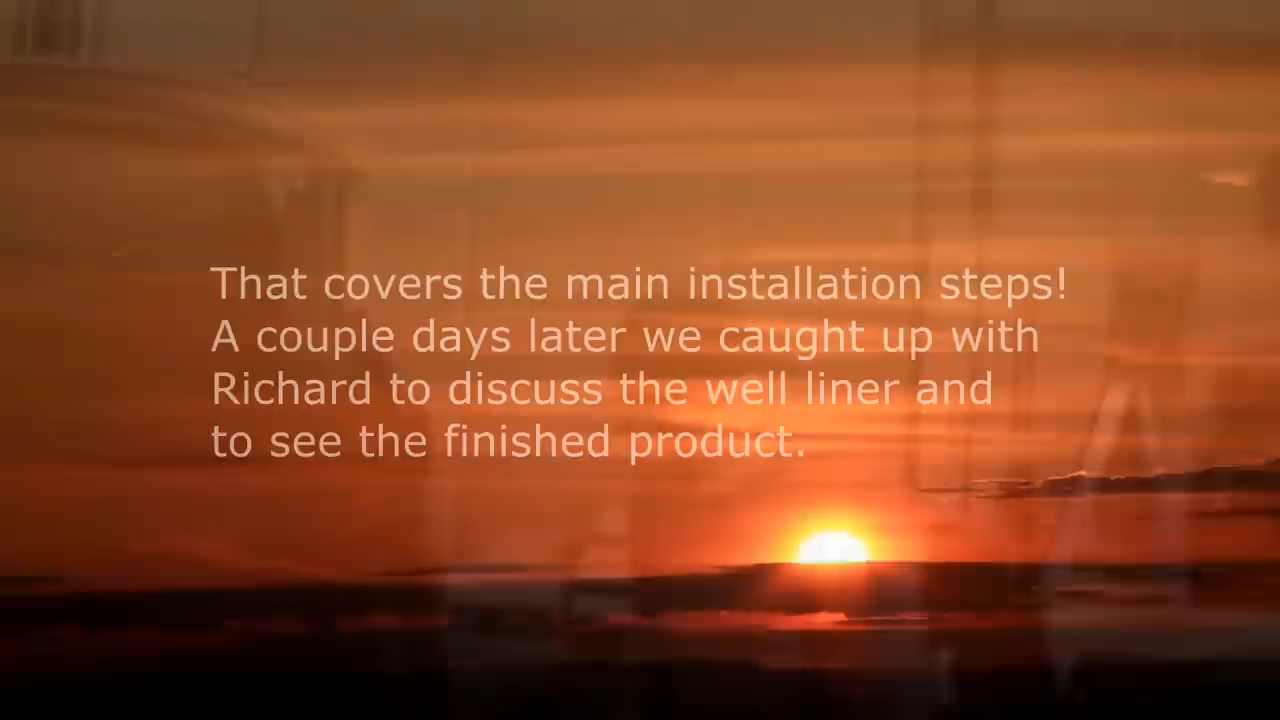 That covers the main installation steps!
A couple days later we caught up with
Richard to discuss the well liner and
to see the finished product.